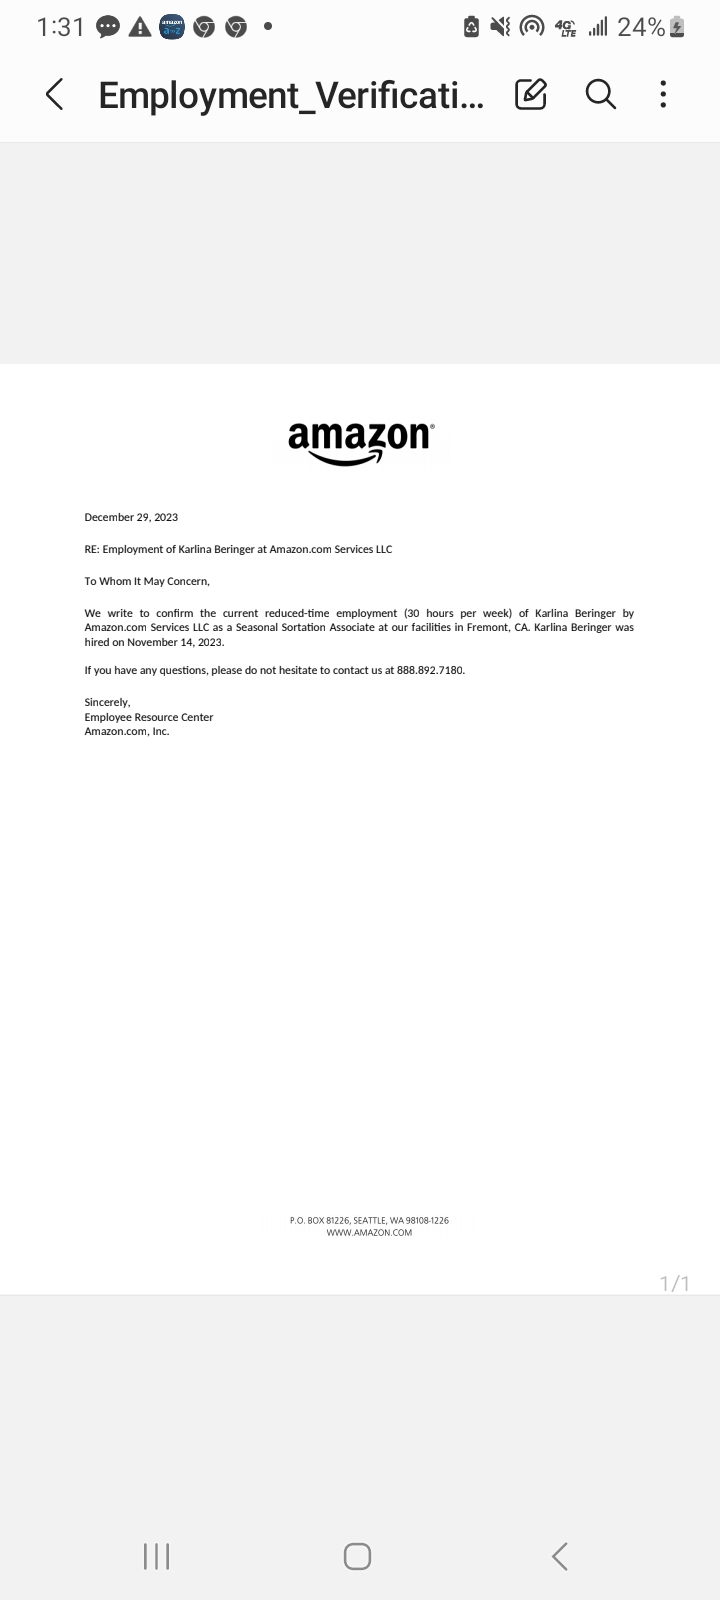 1:31 24%
Employment_Verificati...
amazon
December 29, 2023
RE: Employment of Karlina Beringer at Amazon.com Services LLC
To Whom It May Concern,
We write to confirm the current reduced-time employment (30 hours per week) of Karlina Beringer by
Amazon.com Services LLC as a Seasonal Sortation Associate at our facilities in Fremont, CA. Karlina Beringer was
hired on November 14, 2023.
If you have any questions, please do not hesitate to contact us at 888.892.7180.
Sincerely,
Employee Resource Center
Amazon.com, Inc.
P.O. BOX 81226, SEATTLE, WA 98108-1226
WWW.AMAZON.COM
1/1